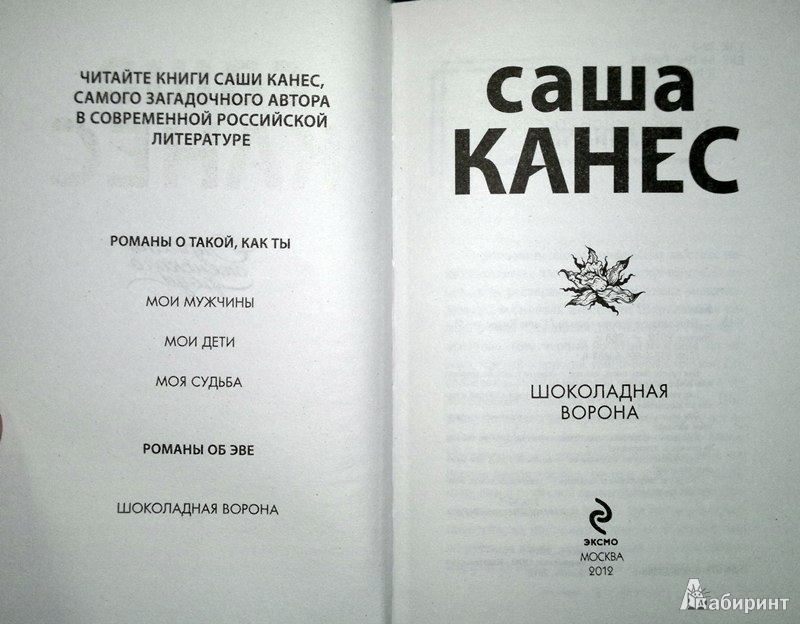 ЧИТАЙТЕ КНИГИ САШИ КАНЕС,
САМОГО ЗАГАДОЧНОГО АВТОРА
В СОВРЕМЕННОЙ РОССИЙСКОЙ
ЛИТЕРАТУРЕ
РОМАНЫ О ТАКОЙ, КАК ТЫ
МОИ МУЖЧИНЫ
МОИ ДЕТИ
МОЯ СУДЬБА
РОМАНЫ ОБ ЭВЕ
ШОКОЛАДНАЯ ВОРОНА
саша
КАНЕС
ШОКОЛАДНАЯ
ВОРОНА
ЭКСМО
МОСКВА
2012
Лабиринт